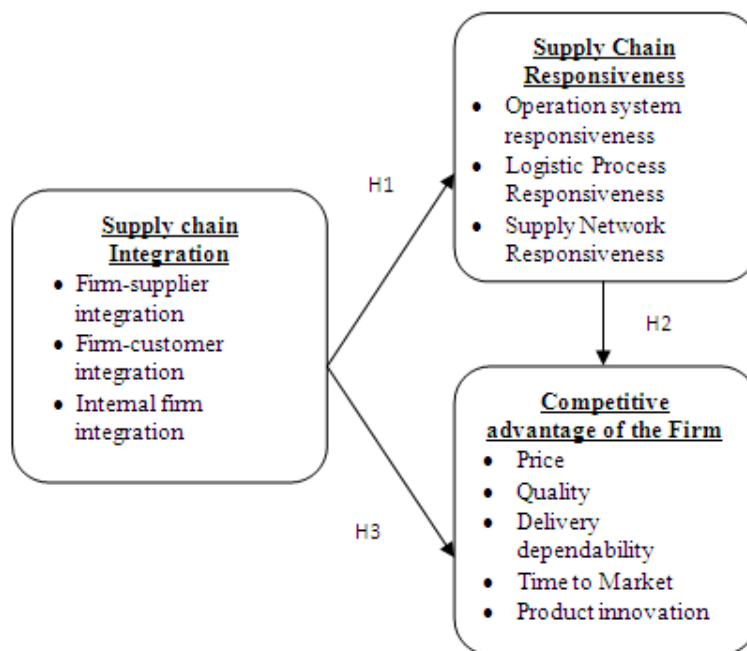 Supply Chain
Responsiveness
• Operation system
responsiveness
• Logistic Process
Responsiveness
• Supply Network
Responsiveness
H1
Supply chain
Integration
• Firm-supplier
integration
• Firm-customer
integration
• Internal firm
integration
H2
H3
Competitive
advantage of the Firm
• Price
• Quality
• Delivery
dependability
• Time to Market
• Product innovation